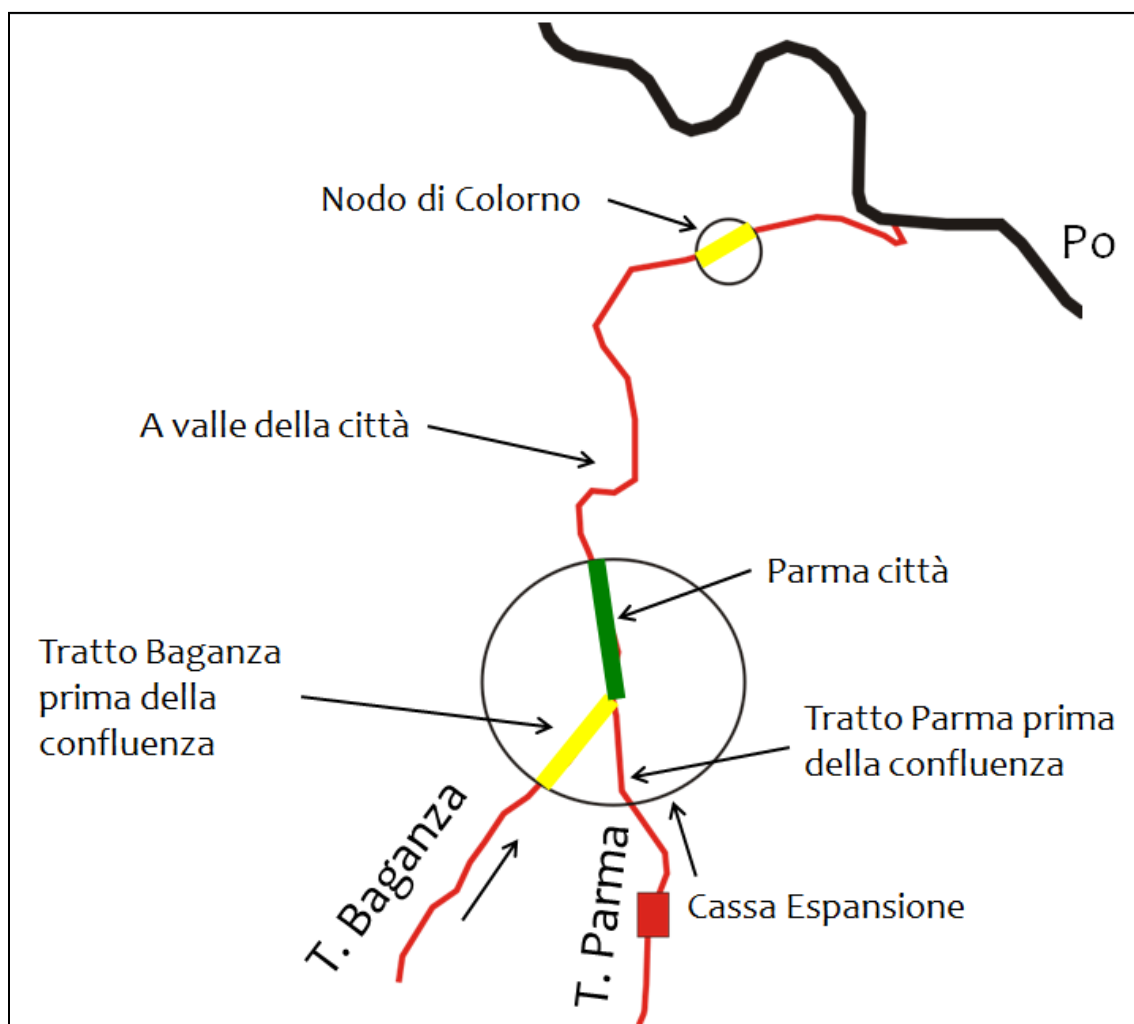 Nodo di Colorno
Po
A valle della città
Parma città
Tratto Baganza
prima della
confluenza
Tratto Parma prima
della confluenza
T. Baganza
T. Parma
Cassa Espansione